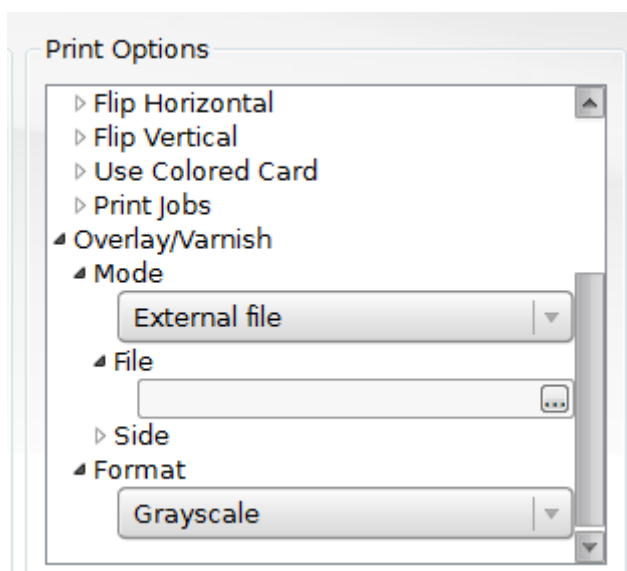 Print Options
Flip Horizontal
Flip Vertical
Use Colored Card
Print Jobs
Overlay/Varnish
Mode
External file
File
...
Side
Format
Grayscale